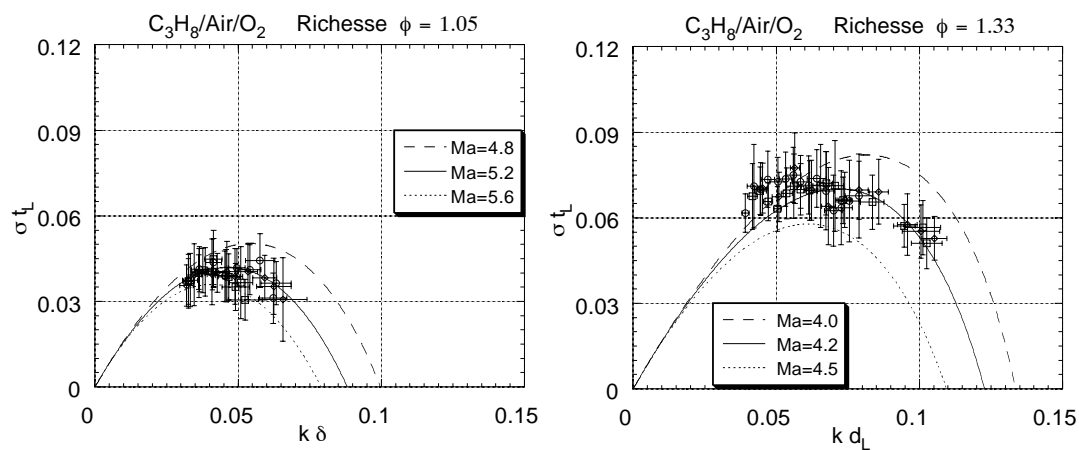 C3H8/Air/O2 Richesse ϕ = 1.05
0.12
0.09
0.06
0.03
0
σ tL
Ma=4.8
Ma=5.2
Ma=5.6
0 0.05 0.1 0.15
k δ
C3H8/Air/O2 Richesse ϕ = 1.33
0.12
0.09
0.06
0.03
0
σ tL
Ma=4.0
Ma=4.2
Ma=4.5
0 0.05 0.1 0.15
k dL